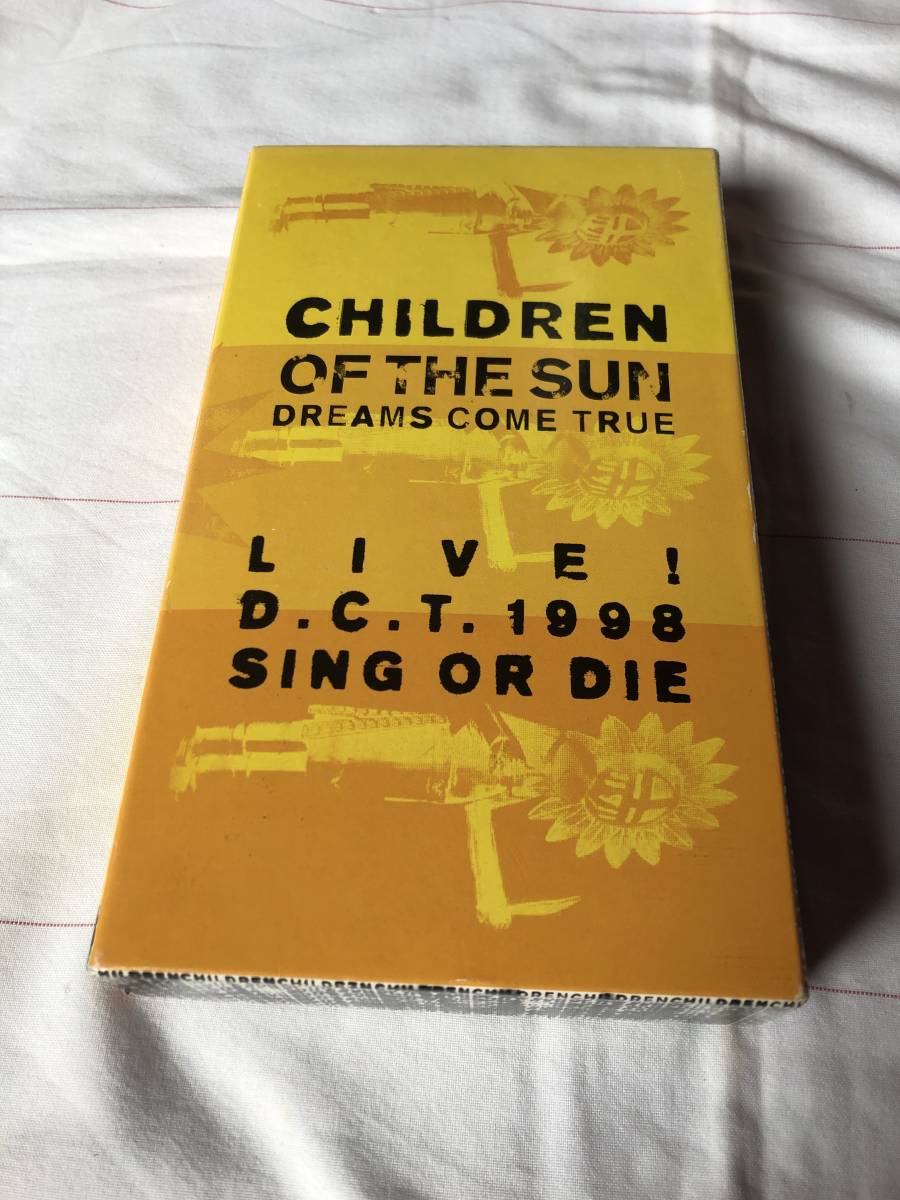 CHILDREN
OF THE SUN
DREAMS COME TRUE
LIVE!
D.C.T. 1998
SING OR DIE